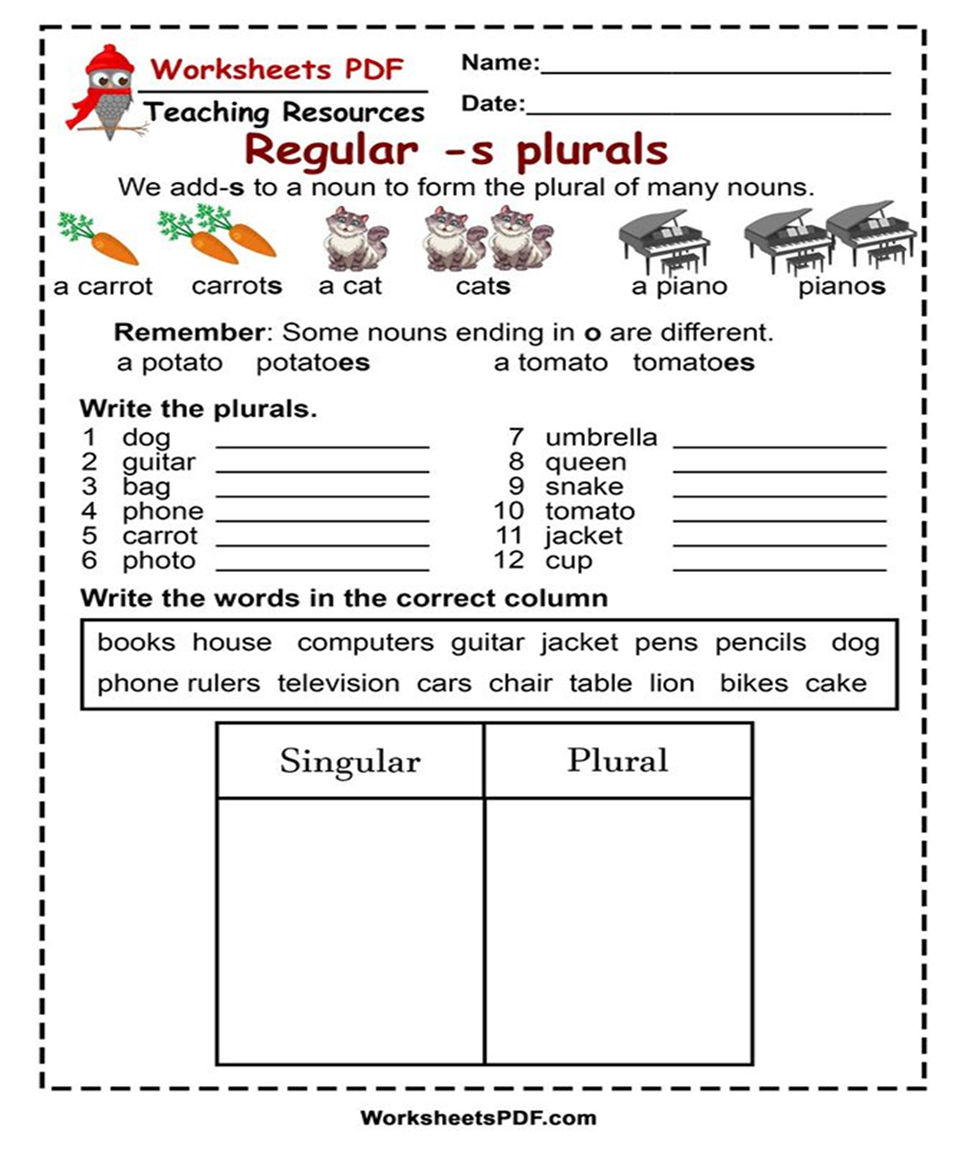 Worksheets PDF
Teaching Resources
Name:
Date:
Regular -s plurals
We add-s to a noun to form the plural of many nouns.
a carrot carrots a cat cats a piano pianos
Remember: Some nouns ending in o are different.
a potato potatoes a tomato tomatoes
Write the plurals.
1 dog
2 guitar
3 bag
4 phone
5 carrot
6 photo
7 umbrella
8 queen
9 snake
10 tomato
11 jacket
12 cup
Write the words in the correct column
books house computers guitar jacket pens pencils dog
phone rulers television cars chair table lion bikes cake
Singular Plural
WorksheetsPDF.com